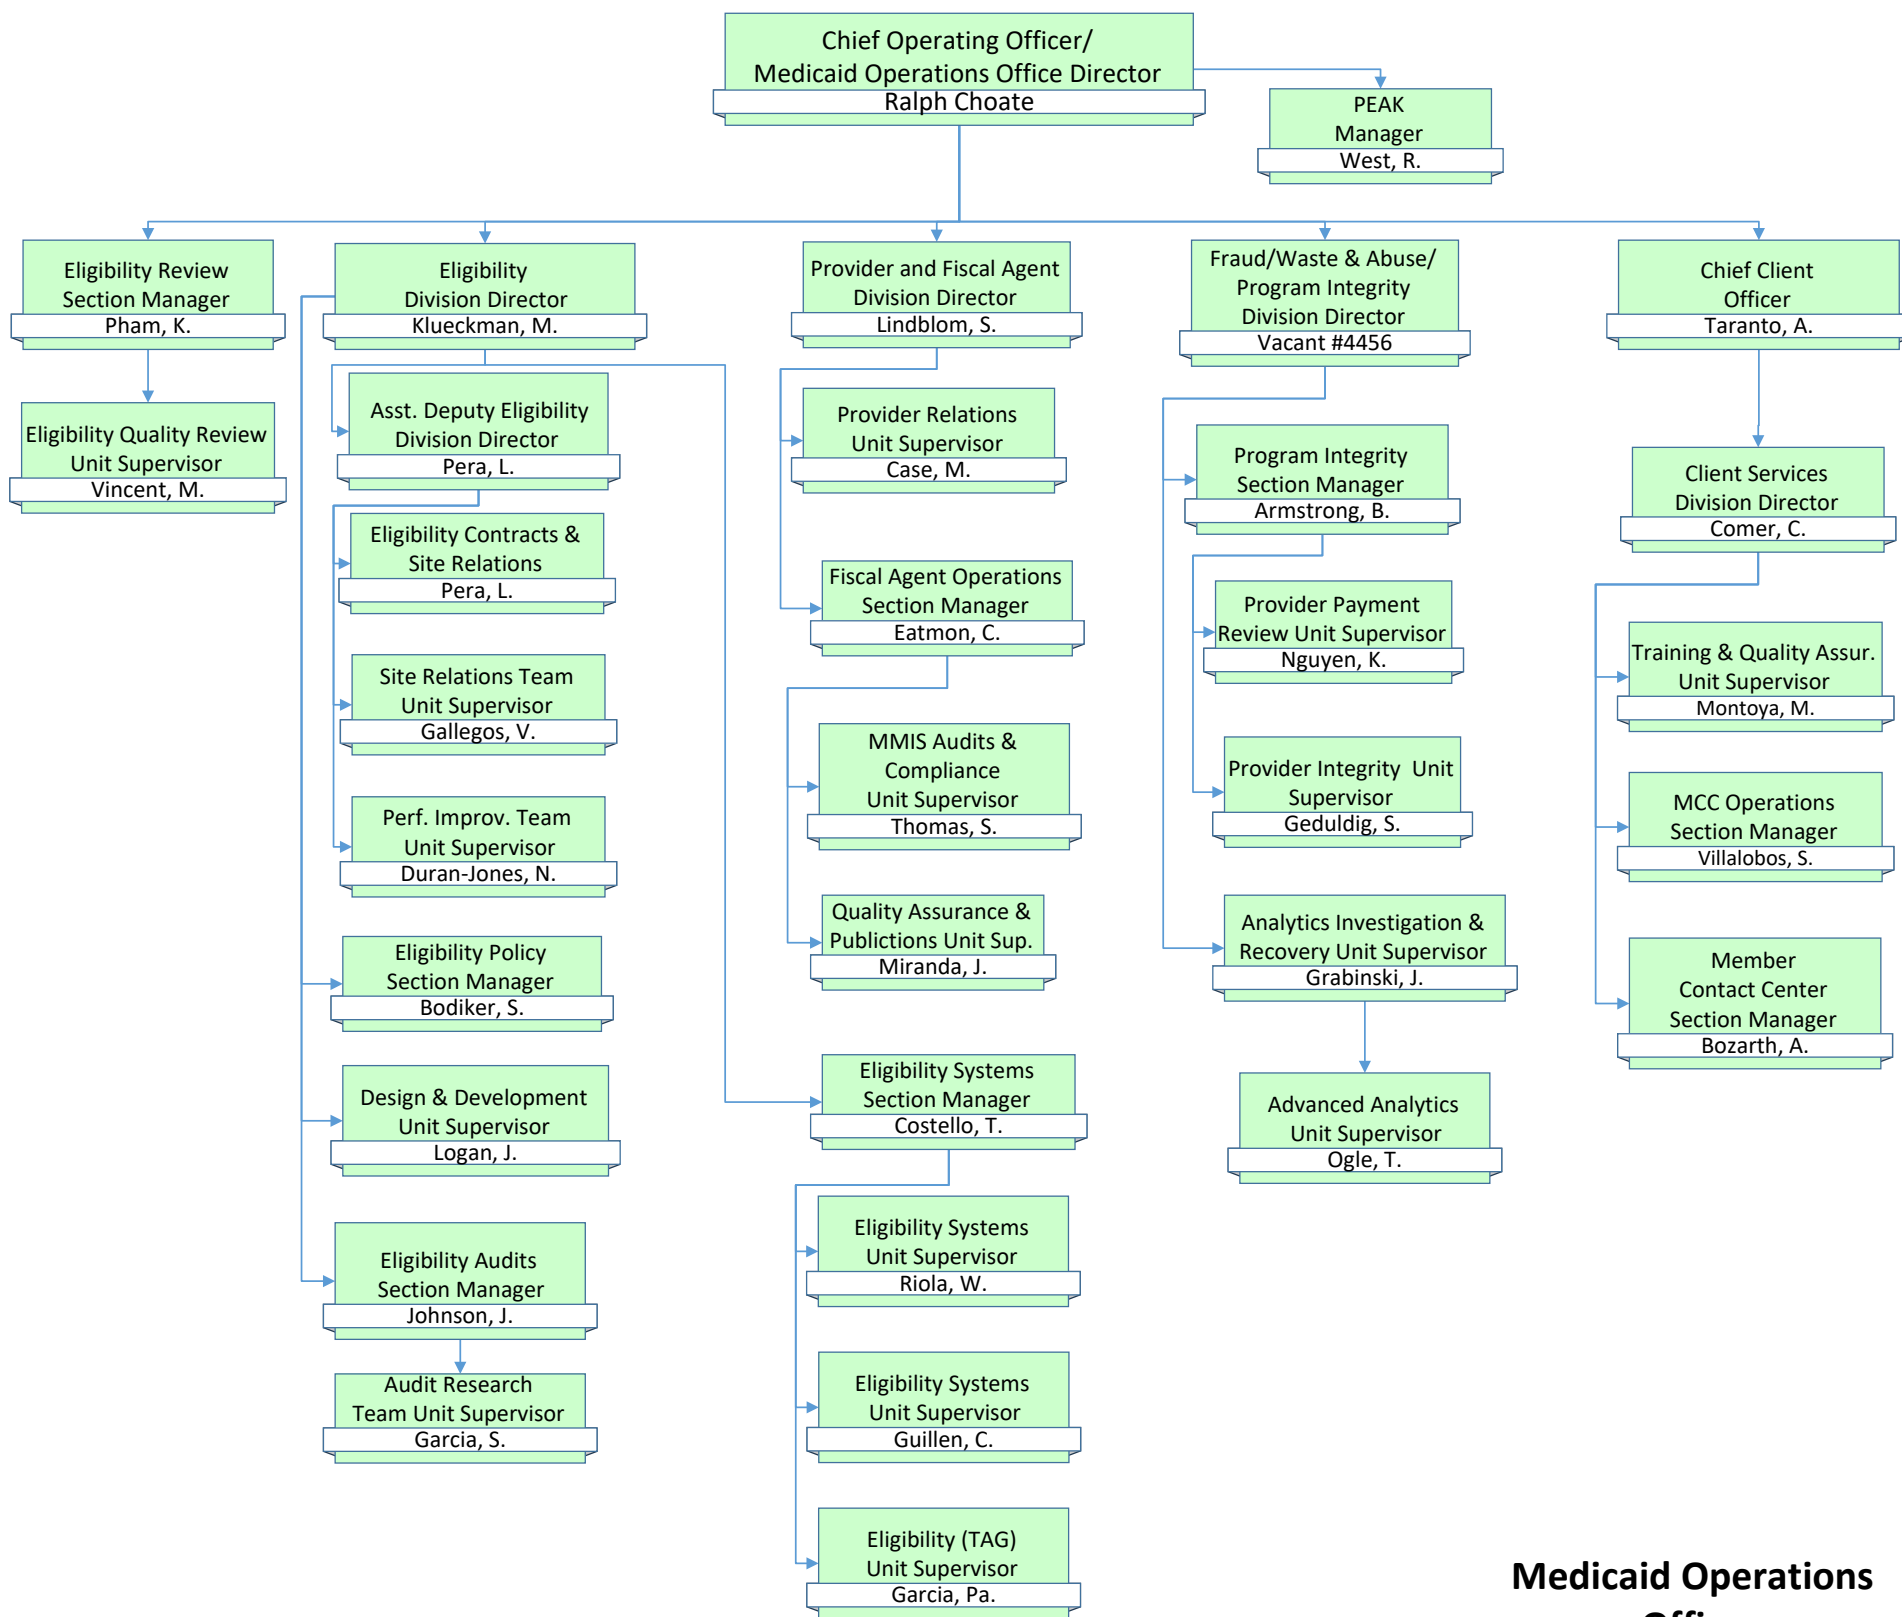 Chief Operating Officer/
Medicaid Operations Office Director
Ralph Choate
PEAK
Manager
West, R.
Eligibility Review
Section Manager
Pham, K.
Eligibility Quality Review
Unit Supervisor
Vincent, M.
Eligibility
Division Director
Klueckman, M.
Asst. Deputy Eligibility
Division Director
Pera, L.
Eligibility Contracts &
Site Relations
Pera, L.
Site Relations Team
Unit Supervisor
Gallegos, V.
Perf. Improv. Team
Unit Supervisor
Duran-Jones, N.
Eligibility Policy
Section Manager
Bodiker, S.
Design & Development
Unit Supervisor
Logan, J.
Eligibility Audits
Section Manager
Johnson, J.
Audit Research
Team Unit Supervisor
Garcia, S.
Provider and Fiscal Agent
Division Director
Lindblom, S.
Provider Relations
Unit Supervisor
Case, M.
Fiscal Agent Operations
Section Manager
Eatmon, C.
MMIS Audits &
Compliance
Unit Supervisor
Thomas, S.
Quality Assurance &
Publictions Unit Sup.
Miranda, J.
Eligibility Systems
Section Manager
Costello, T.
Eligibility Systems
Unit Supervisor
Riola, W.
Eligibility Systems
Unit Supervisor
Guillen, C.
Eligibility (TAG)
Unit Supervisor
Garcia, Pa.
Fraud/Waste & Abuse/
Program Integrity
Division Director
Vacant #4456
Program Integrity
Section Manager
Armstrong, B.
Provider Payment
Review Unit Supervisor
Nguyen, K.
Provider Integrity Unit
Supervisor
Geduldig, S.
Analytics Investigation &
Recovery Unit Supervisor
Grabinski, J.
Advanced Analytics
Unit Supervisor
Ogle, T.
Chief Client
Officer
Taranto, A.
Client Services
Division Director
Comer, C.
Training & Quality Assur.
Unit Supervisor
Montoya, M.
MCC Operations
Section Manager
Villalobos, S.
Member
Contact Center
Section Manager
Bozarth, A.
Medicaid Operations